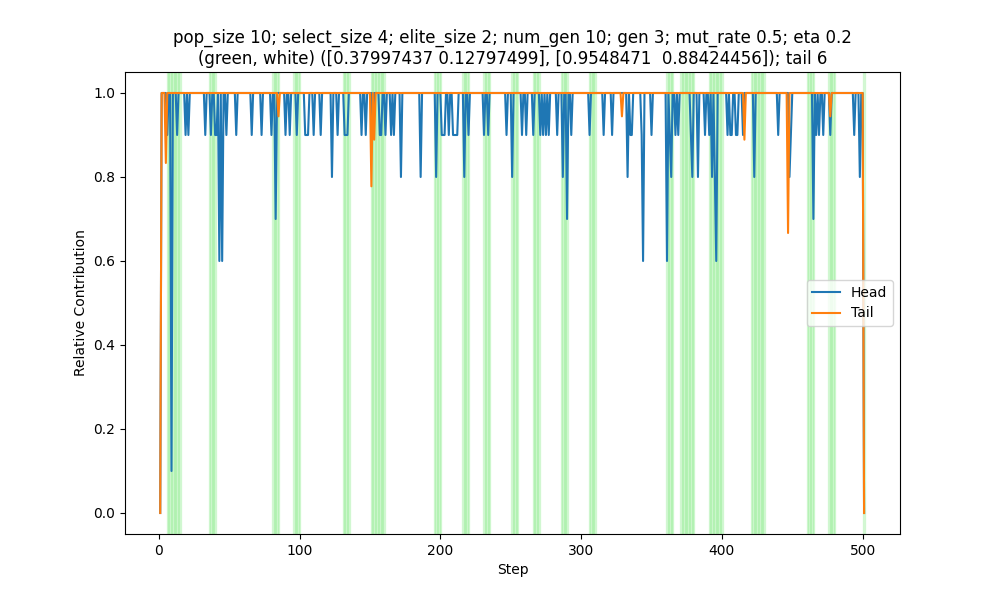 pop_size 10; select_size 4; elite_size 2; num_gen 10; gen 3; mut_rate 0.5; eta 0.2
(green, white) ([0.37997437 0.12797499], [0.9548471  0.88424456]); tail 6
1.0
0.8
0.6
0.4
0.2
0.0
Relative Contribution
Head
Tail
0
100
200
300
400
500
Step